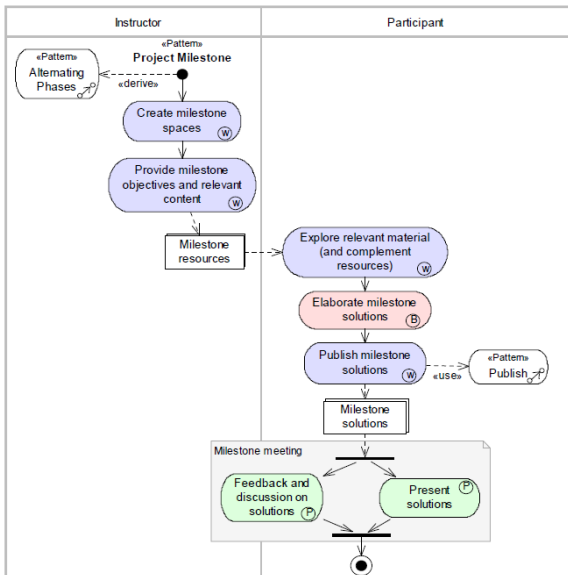 Instructor
Participant
«Pattern»
Project Milestone
«Pattern»
Alternating
Phases
«derive»
Create milestone
spaces
W
Provide milestone
objectives and relevant
content
W
Milestone
resources
Explore relevant material
(and complement
resources)
W
Elaborate milestone
solutions
B
Publish milestone
solutions
W
«use»
«Pattern»
Publish
Milestone
solutions
Milestone meeting
Feedback and
discussion on
solutions
P
Present
solutions
P